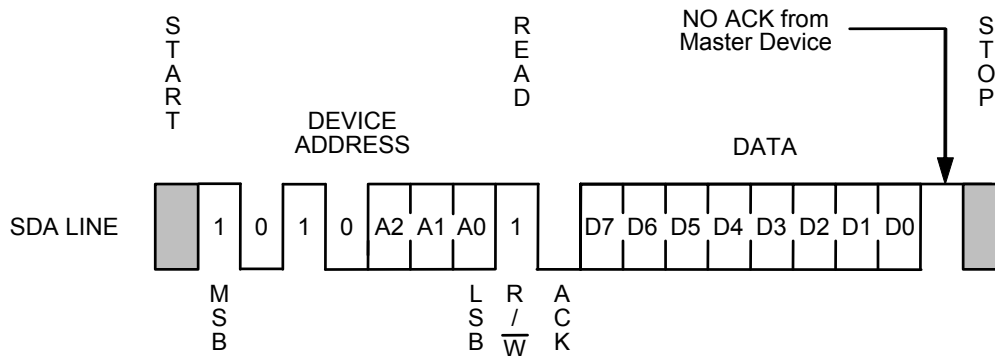 START
READ
NO ACK from
Master Device
STOP
DEVICE
ADDRESS
DATA
SDA LINE
1 0 1 0 A2 A1 A0 1 D7 D6 D5 D4 D3 D2 D1 D0
MSB
LSB
R/W
ACK